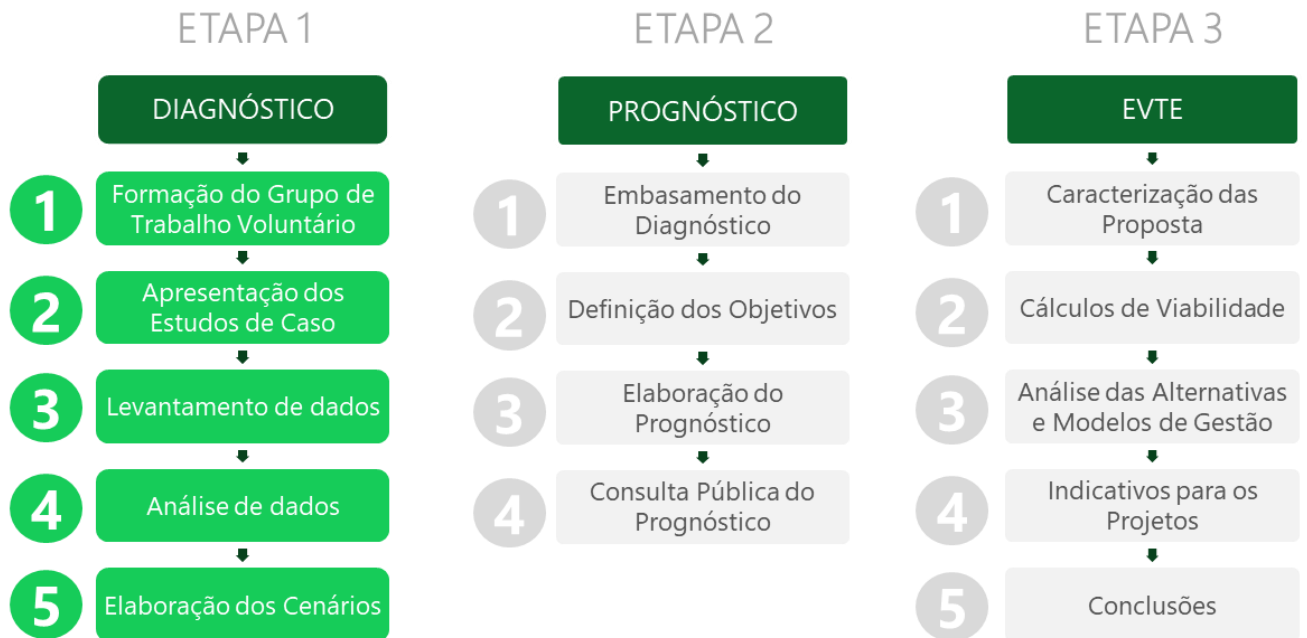 ETAPA 1
DIAGNÓSTICO
1
Formação do Grupo de
Trabalho Voluntário
2
Apresentação dos
Estudos de Caso
3
Levantamento de dados
4
Análise de dados
5
Elaboração dos Cenários
ETAPA 2
PROGNÓSTICO
1
Embasamento do
Diagnóstico
2
Definição dos Objetivos
3
Elaboração do
Prognóstico
4
Consulta Pública do
Prognóstico
ETAPA 3
EVTE
1
Caracterização das
Proposta
2
Cálculos de Viabilidade
3
Análise das Alternativas
e Modelos de Gestão
4
Indicativos para os
Projetos
5
Conclusões